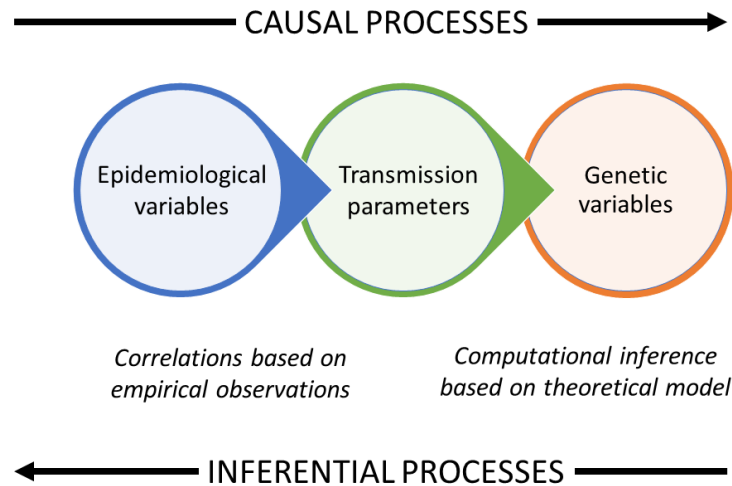 CAUSAL PROCESSES
Epidemiological
variables
Transmission
parameters
Genetic
variables
Correlations based on
empirical observations
Computational inference
based on theoretical model
INFERENTIAL PROCESSES